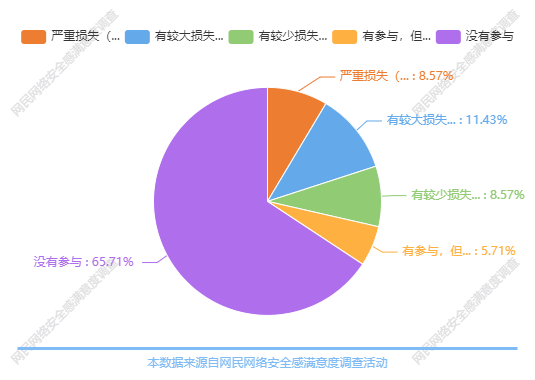 严重损失（... 有较大损失... 有较少损失... 有参与，但... 没有参与
严重损失（... : 8.57%
有较大损失... : 11.43%
有较少损失... : 8.57%
有参与，但... : 5.71%
没有参与 : 65.71%
网民网络安全感满意度调查
网民网络安全感满意度调查
网民网络安全感满意度调查
网民网络安全感满意度调查
本数据来源自网民网络安全感满意度调查活动